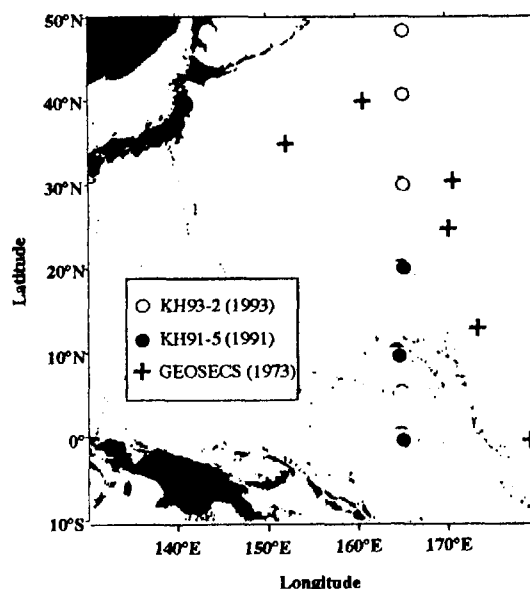 50°N
40°N
30°N
20°N
10°N
0°
10°S
Latitude
KH93-2 (1993)
KH91-5 (1991)
GEOSECS (1973)
140°E
150°E
160°E
170°E
Longitude